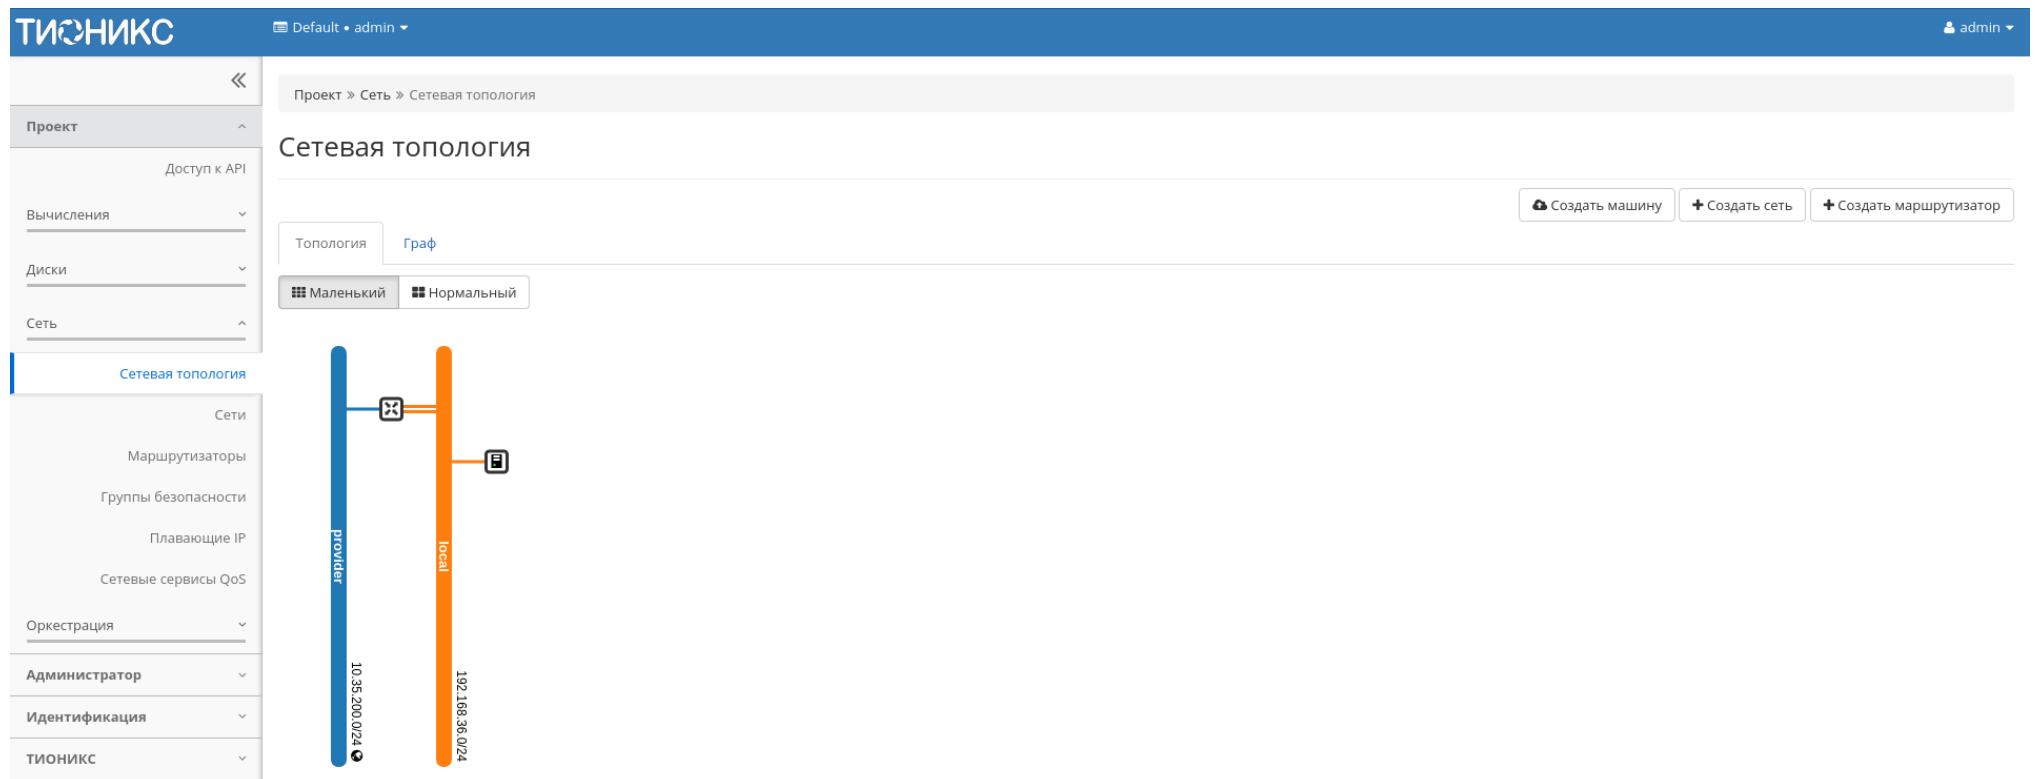 ТИОНИКС
Default • admin
admin
Проект » Сеть » Сетевая топология
Проект
Доступ к API
Вычисления
Диски
Сеть
Сетевая топология
Сети
Маршрутизаторы
Группы безопасности
Плавающие IP
Сетевые сервисы QoS
Оркестрация
Администратор
Идентификация
ТИОНИКС
Сетевая топология
Создать машину
Создать сеть
Создать маршрутизатор
Топология
Граф
Маленький
Нормальный
provider
10.35.200.0/24
local
192.168.36.0/24